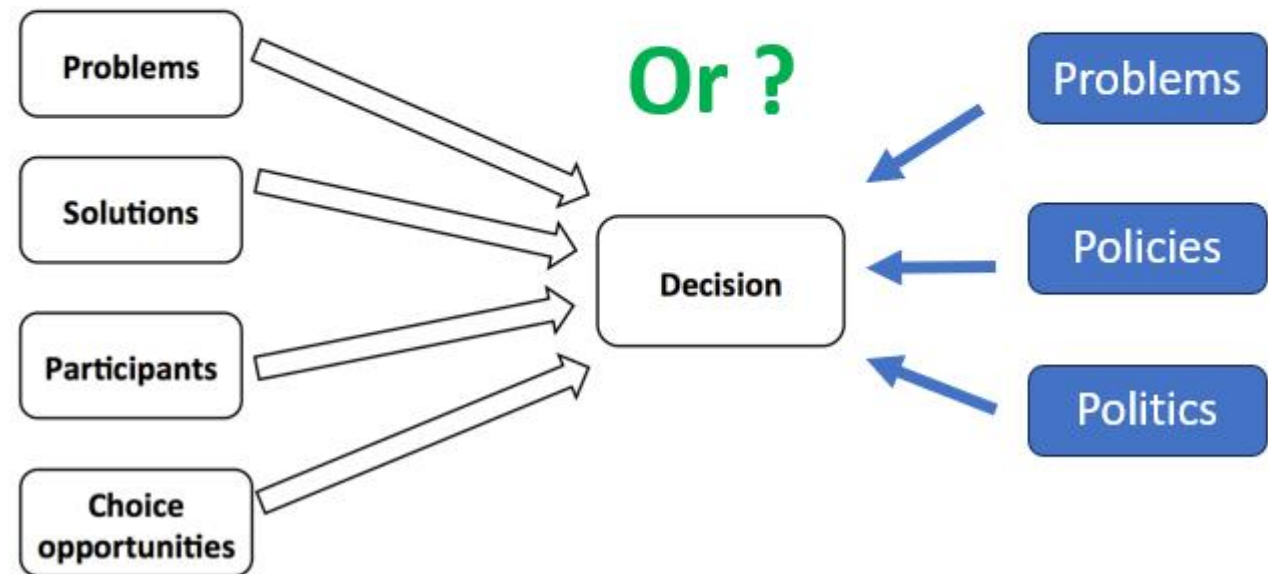 Problems
Solutions
Participants
Choice
opportunities
Or ?
Decision
Problems
Policies
Politics